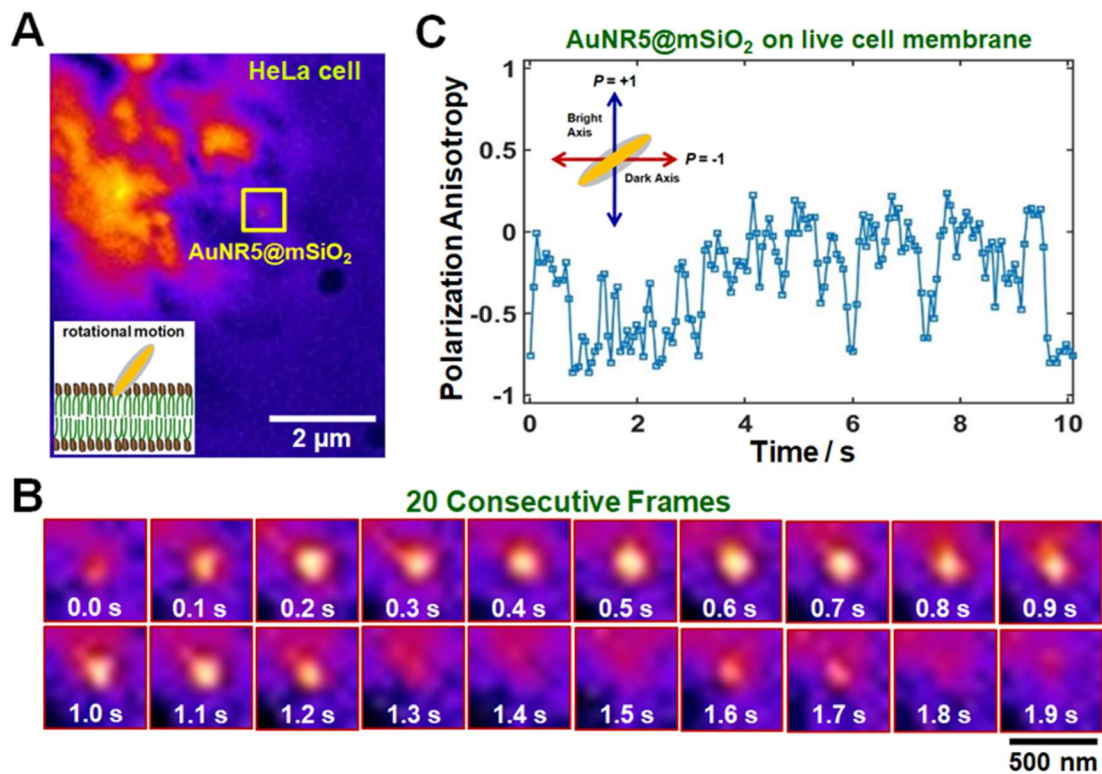 A
HeLa cell
AuNR5@mSiO₂
rotational motion
2 µm
C
AuNR5@mSiO₂ on live cell membrane
Polarization Anisotropy
1
0.5
0
-0.5
-1
P = +1
Bright
Axis
P = -1
Dark Axis
0
2
4
6
8
10
Time / s
B
20 Consecutive Frames
0.0 s
0.1 s
0.2 s
0.3 s
0.4 s
0.5 s
0.6 s
0.7 s
0.8 s
0.9 s
1.0 s
1.1 s
1.2 s
1.3 s
1.4 s
1.5 s
1.6 s
1.7 s
1.8 s
1.9 s
500 nm